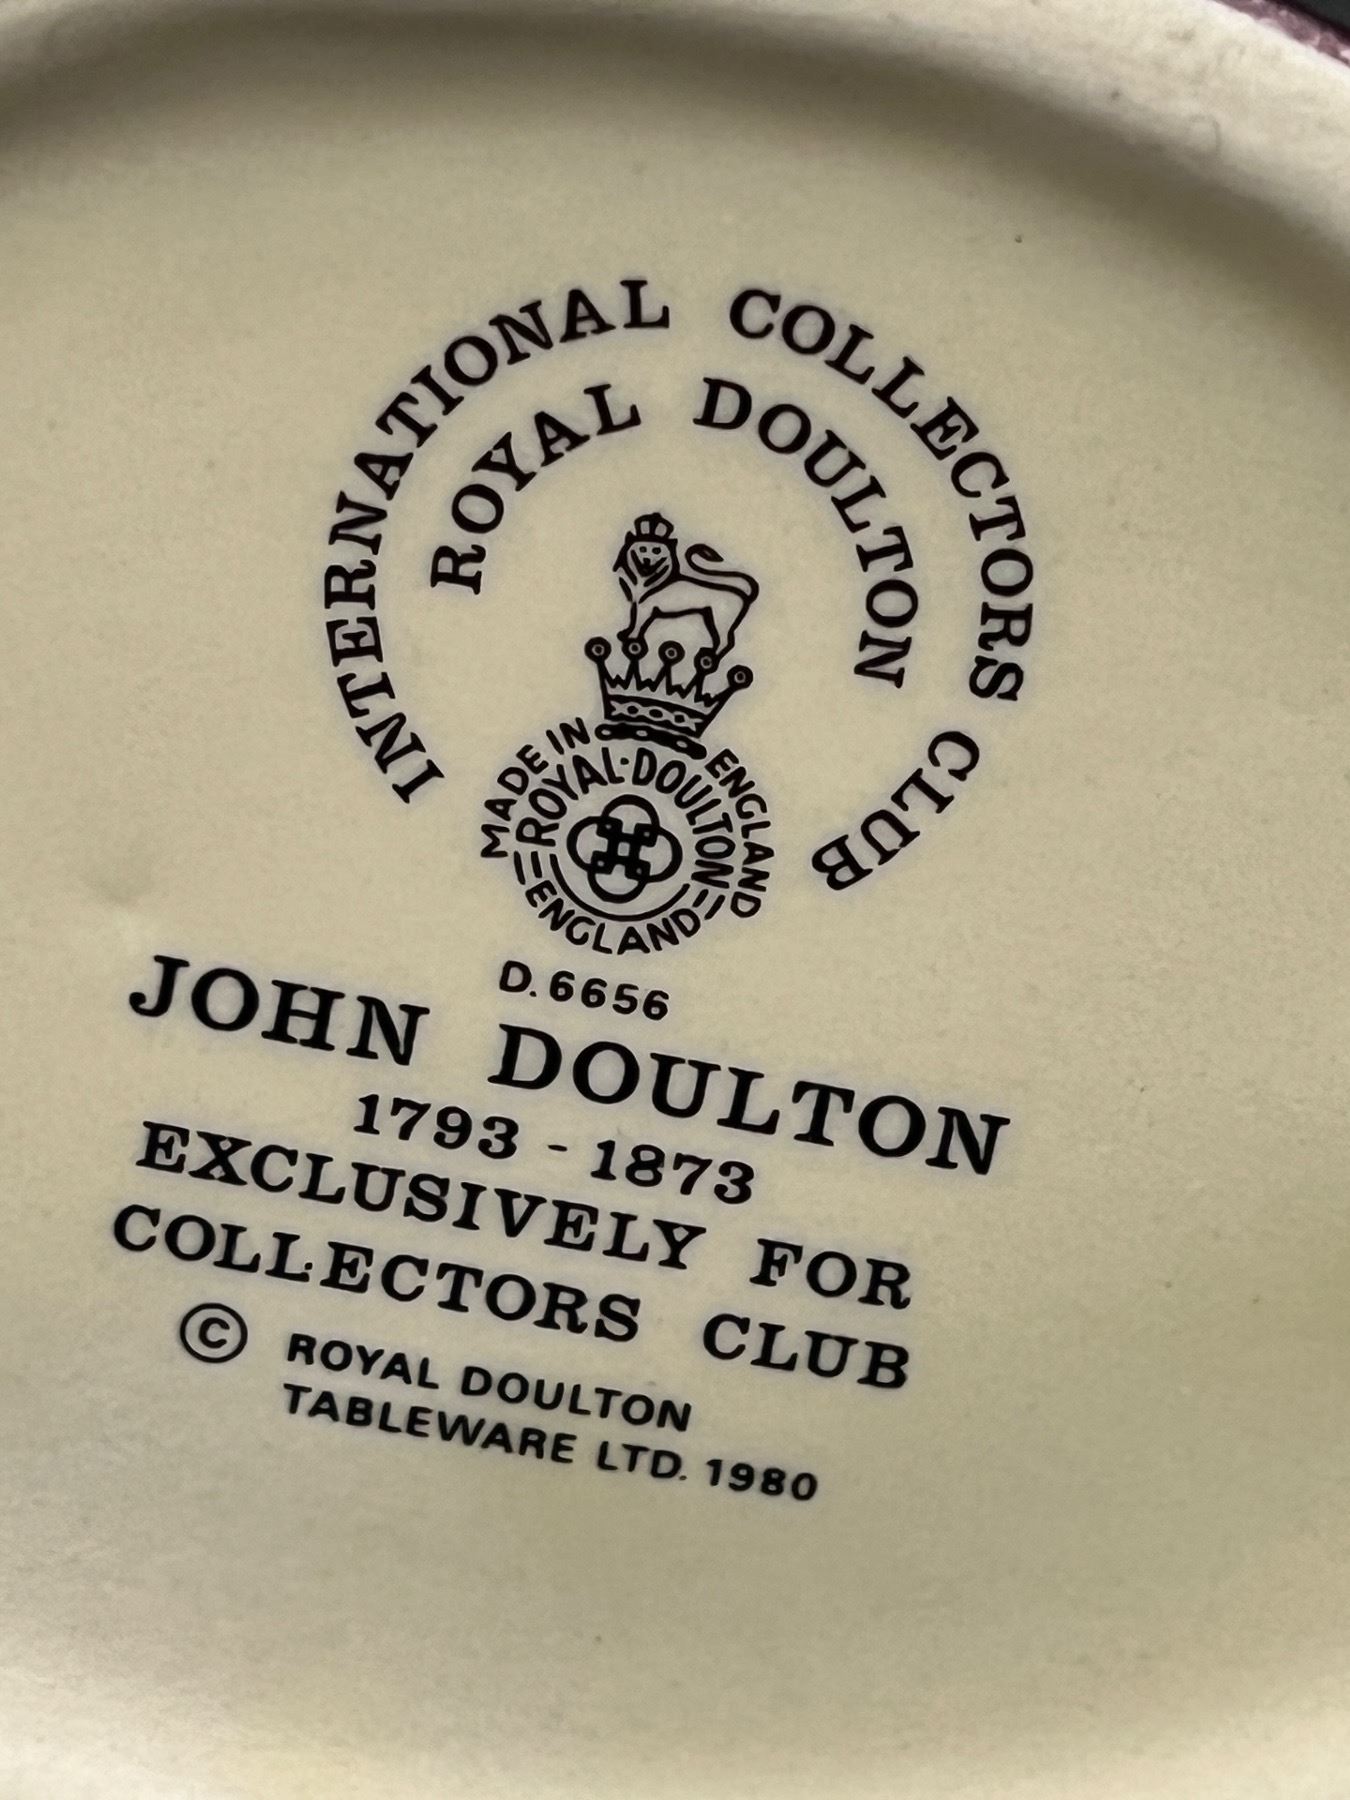 INTERNATIONAL COLLECTORS CLUB
ROYAL DOULTON
MADE IN ENGLAND
ROYAL·DOULTON
ENGLAND
D.6656
JOHN DOULTON
1793 - 1873
EXCLUSIVELY FOR
COLLECTORS CLUB
© ROYAL DOULTON
TABLEWARE LTD. 1980